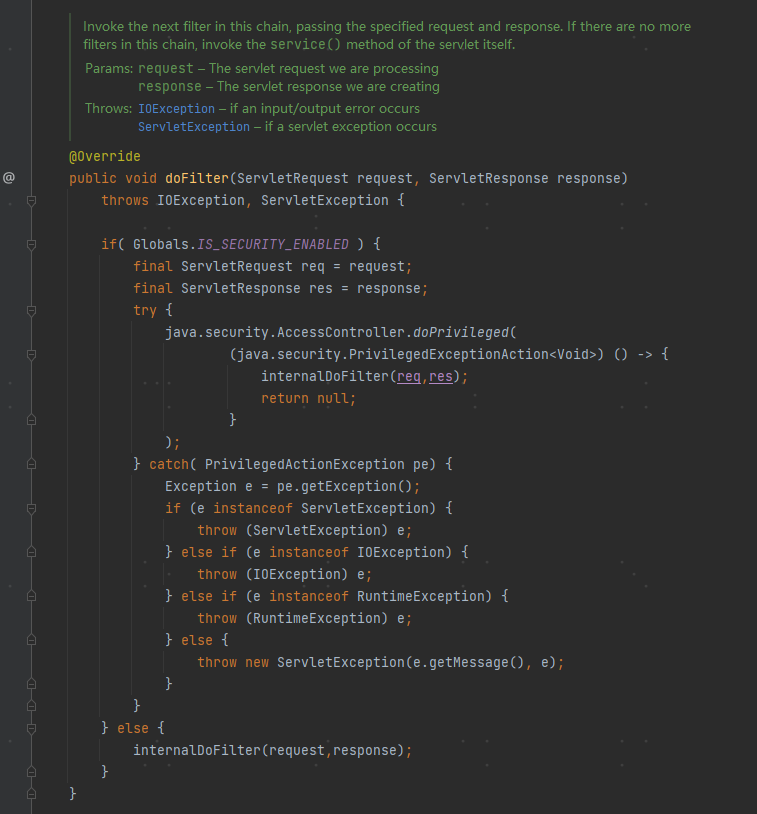 Invoke the next filter in this chain, passing the specified request and response. If there are no more
filters in this chain, invoke the service() method of the servlet itself.
Params: request – The servlet request we are processing
response – The servlet response we are creating
Throws: IOException – if an input/output error occurs
ServletException – if a servlet exception occurs
@Override
@ public void doFilter(ServletRequest request, ServletResponse response)
throws IOException, ServletException {
if( Globals.IS_SECURITY_ENABLED ) {
final ServletRequest req = request;
final ServletResponse res = response;
try {
java.security.AccessController.doPrivileged(
(java.security.PrivilegedExceptionAction<Void>) () -> {
internalDoFilter(req,res);
return null;
}
);
} catch( PrivilegedActionException pe) {
Exception e = pe.getException();
if (e instanceof ServletException) {
throw (ServletException) e;
} else if (e instanceof IOException) {
throw (IOException) e;
} else if (e instanceof RuntimeException) {
throw (RuntimeException) e;
} else {
throw new ServletException(e.getMessage(), e);
}
}
} else {
internalDoFilter(request,response);
}
}